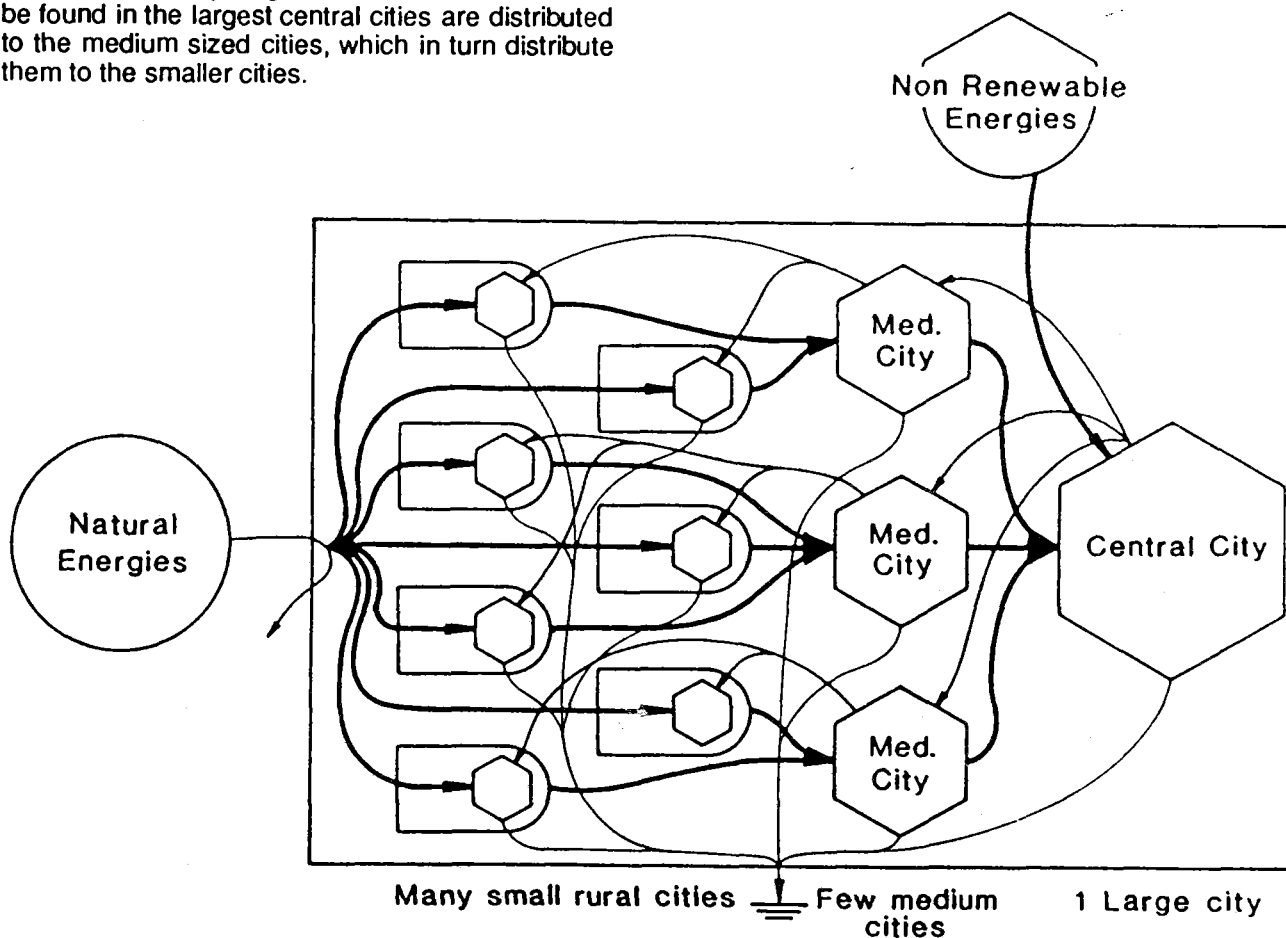 be found in the largest central cities are distributed
to the medium sized cities, which in turn distribute
them to the smaller cities.
Non Renewable
Energies
Natural
Energies
Med.
City
Med.
City
Med.
City
Central City
Many small rural cities
Few medium
cities
1 Large city